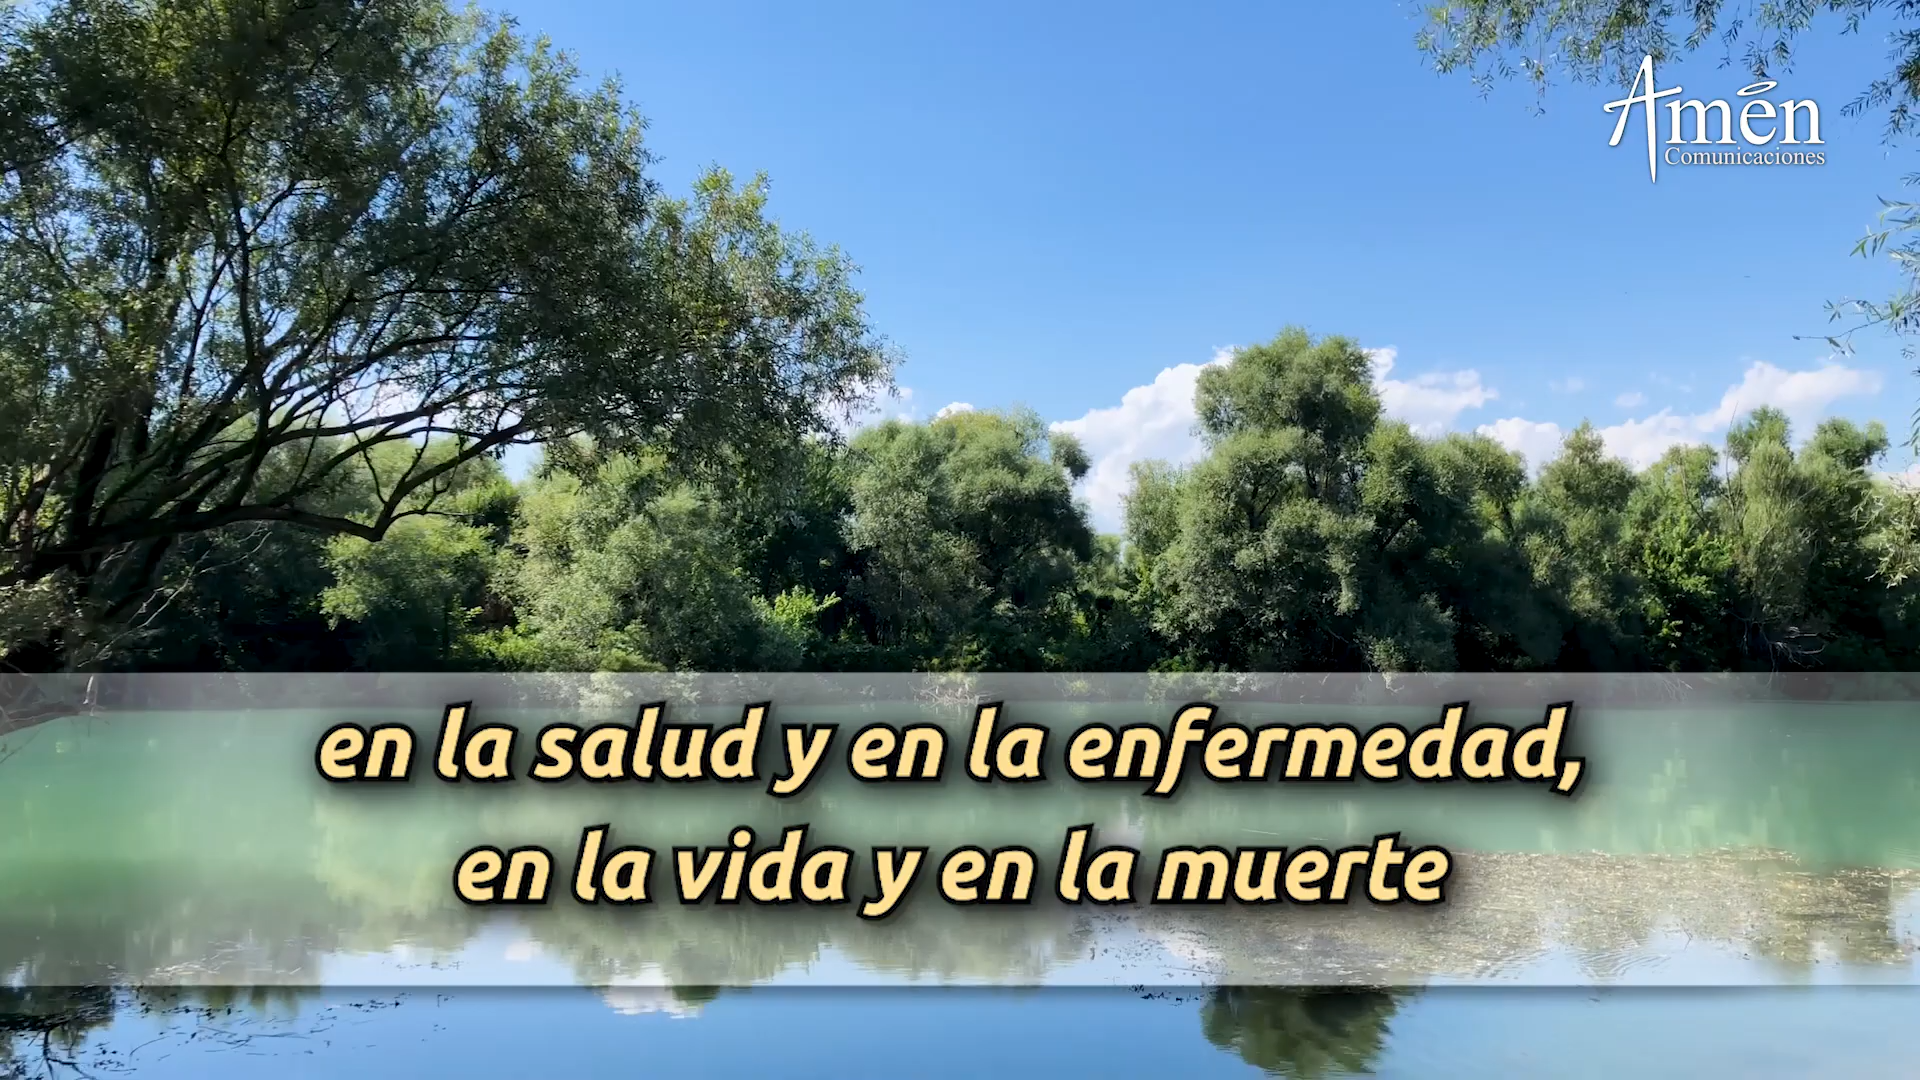 Amén
Comunicaciones
en la salud y en la enfermedad,
en la vida y en la muerte